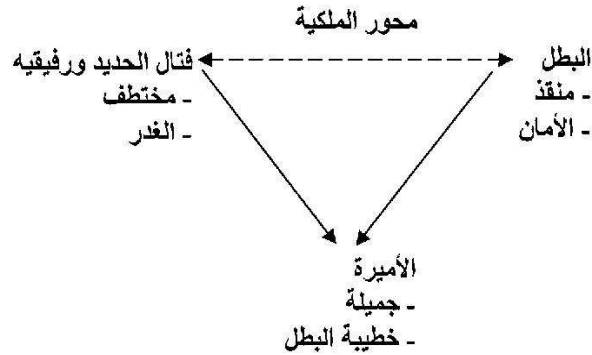 محور الملكية
البطل
- منقذ
- الأمان
فتال الحديد ورفيقيه
- مختطف
- الغدر
الأميرة
- جميلة
- خطيبة البطل